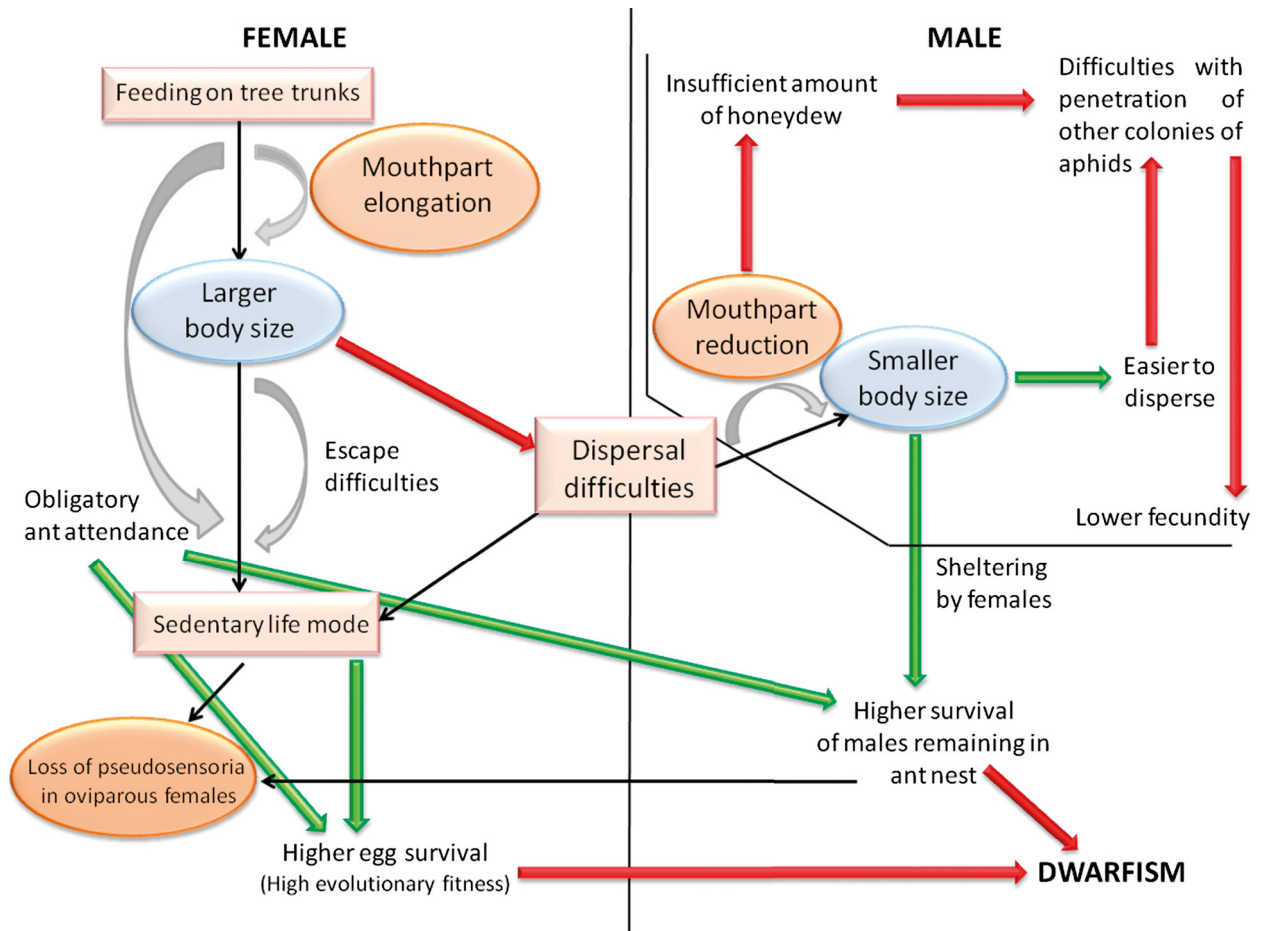 FEMALE
Feeding on tree trunks
Mouthpart
elongation
Larger
body size
Escape
difficulties
Obligatory
ant attendance
Sedentary life mode
Loss of pseudosensoria
in oviparous females
Higher egg survival
(High evolutionary fitness)
Dispersal
difficulties
MALE
Insufficient amount
of honeydew
Difficulties with
penetration of
other colonies of
aphids
Mouthpart
reduction
Smaller
body size
Easier to
disperse
Lower fecundity
Sheltering
by females
Higher survival
of males remaining in
ant nest
DWARFISM